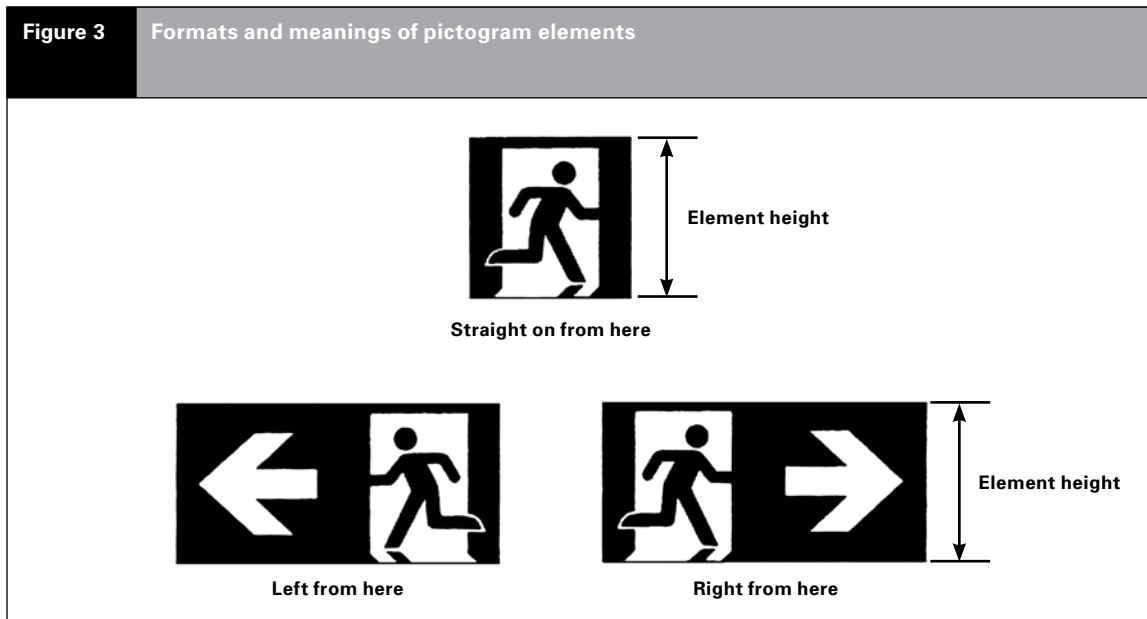 Figure 3
Formats and meanings of pictogram elements
Element height
Straight on from here
Element height
Left from here
Right from here